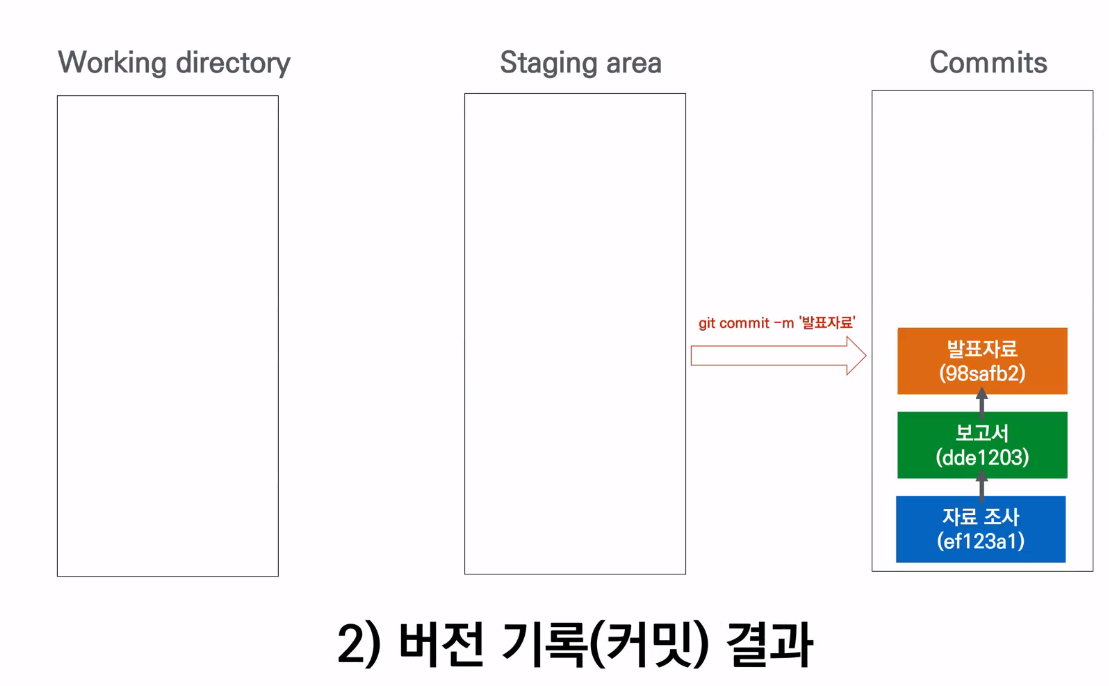 Working directory
Staging area
Commits
git commit -m '발표자료'
발표자료
(98safb2)
보고서
(dde1203)
자료 조사
(ef123a1)
2) 버전 기록(커밋) 결과